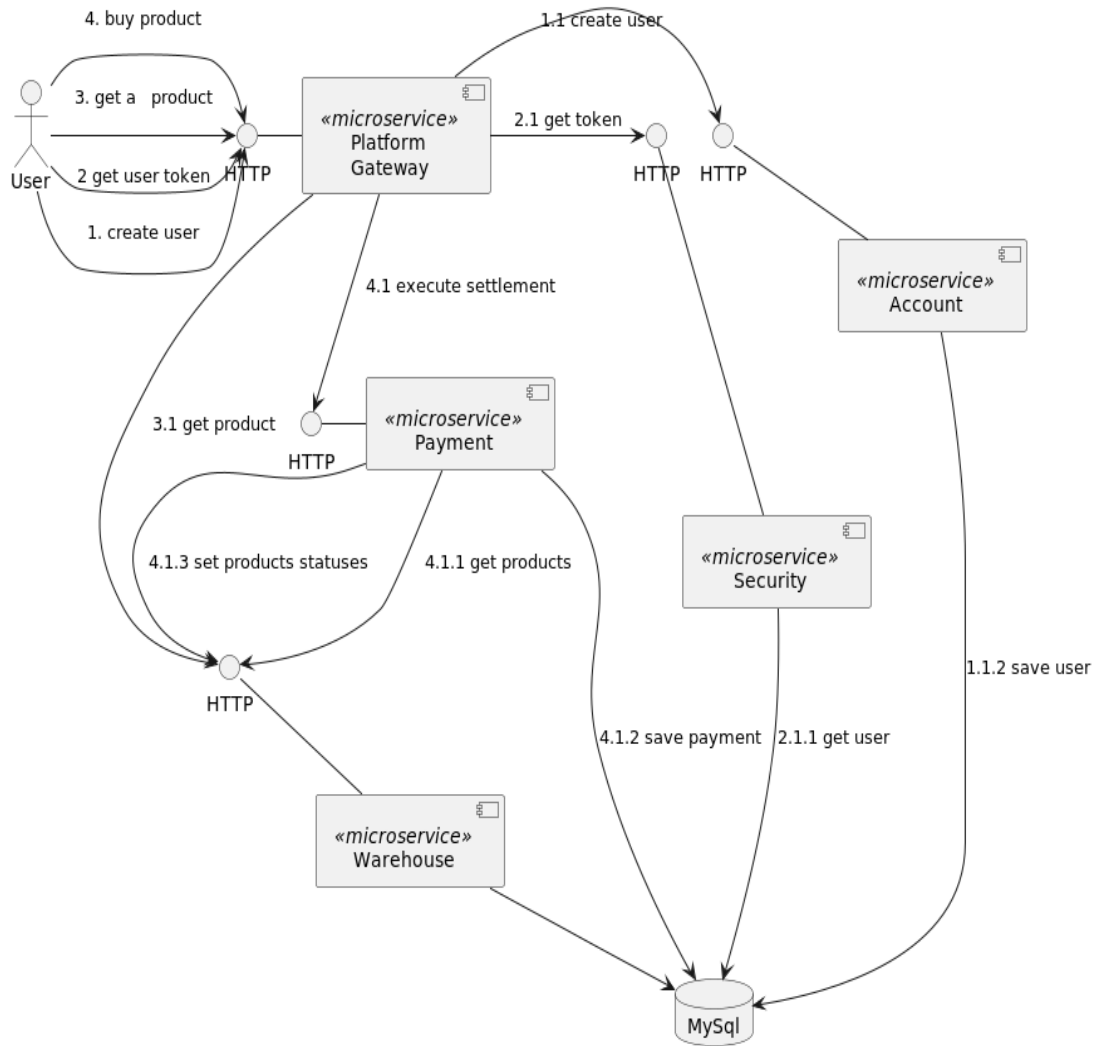 4. buy product
1.1 create user
3. get a   product
«microservice»
Platform
Gateway
2.1 get token
HTTP
2 get user token
User
HTTP
HTTP
1. create user
«microservice»
Account
4.1 execute settlement
3.1 get product
HTTP
«microservice»
Payment
4.1.3 set products statuses
4.1.1 get products
«microservice»
Security
HTTP
1.1.2 save user
4.1.2 save payment
2.1.1 get user
«microservice»
Warehouse
MySql